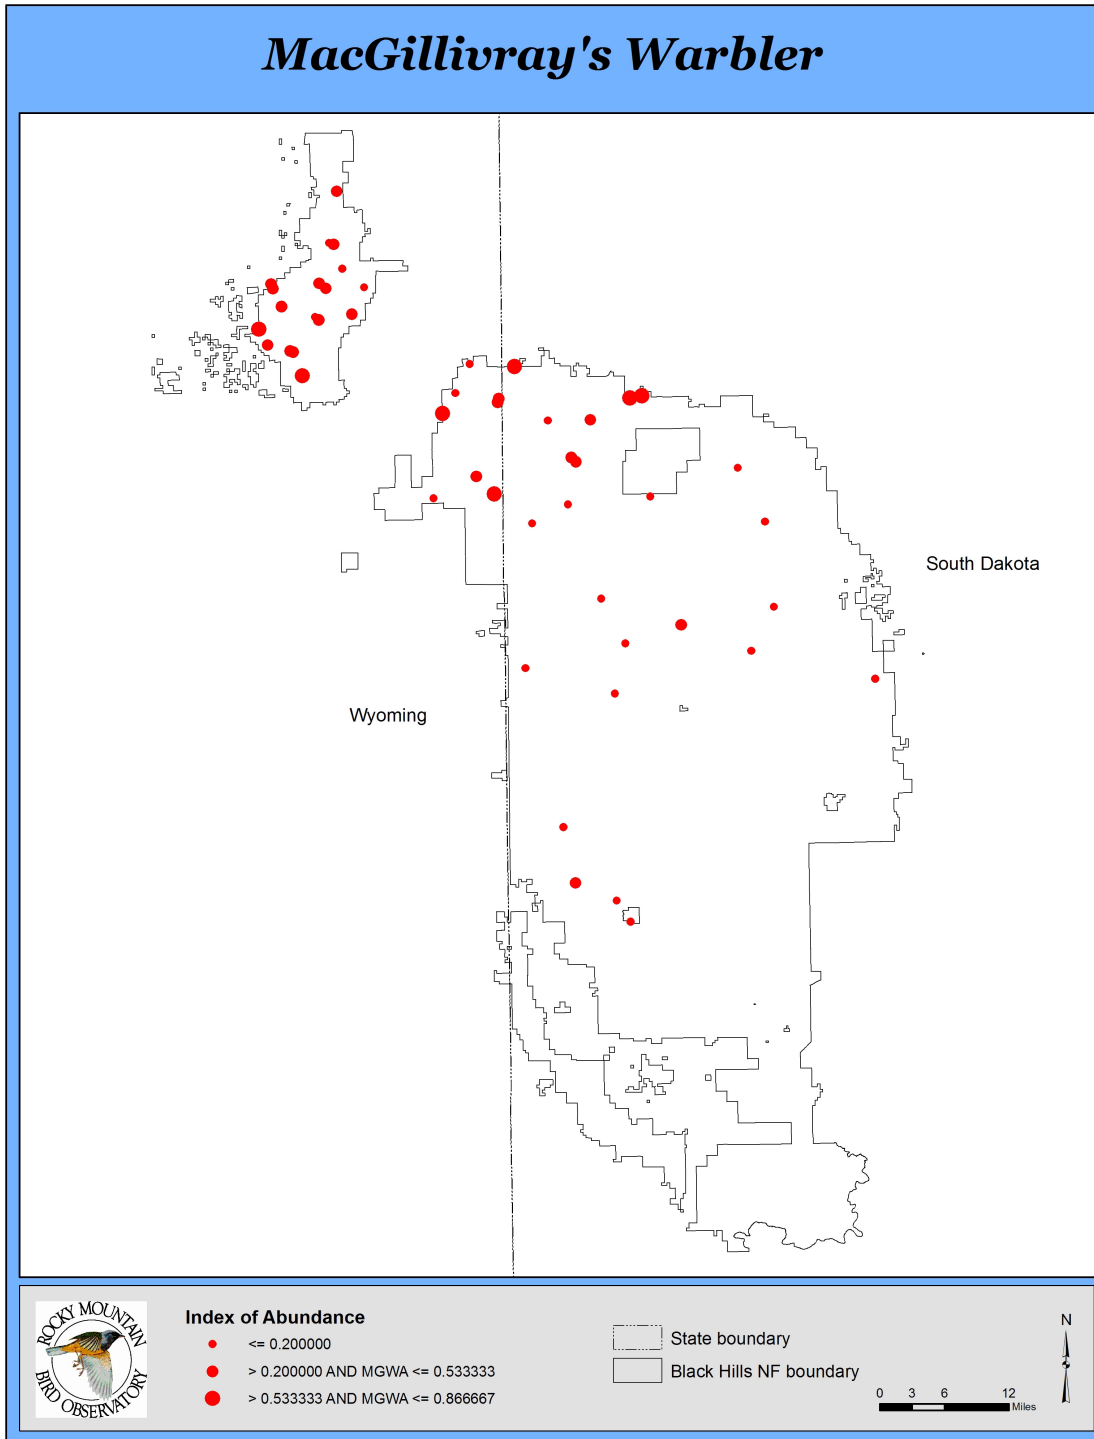 MacGillivray's Warbler
South Dakota
Wyoming
ROCKY MOUNTAIN
BIRD OBSERVATORY
Index of Abundance
<= 0.200000
> 0.200000 AND MGWA <= 0.533333
> 0.533333 AND MGWA <= 0.866667
State boundary
Black Hills NF boundary
0 3 6 12
Miles
N